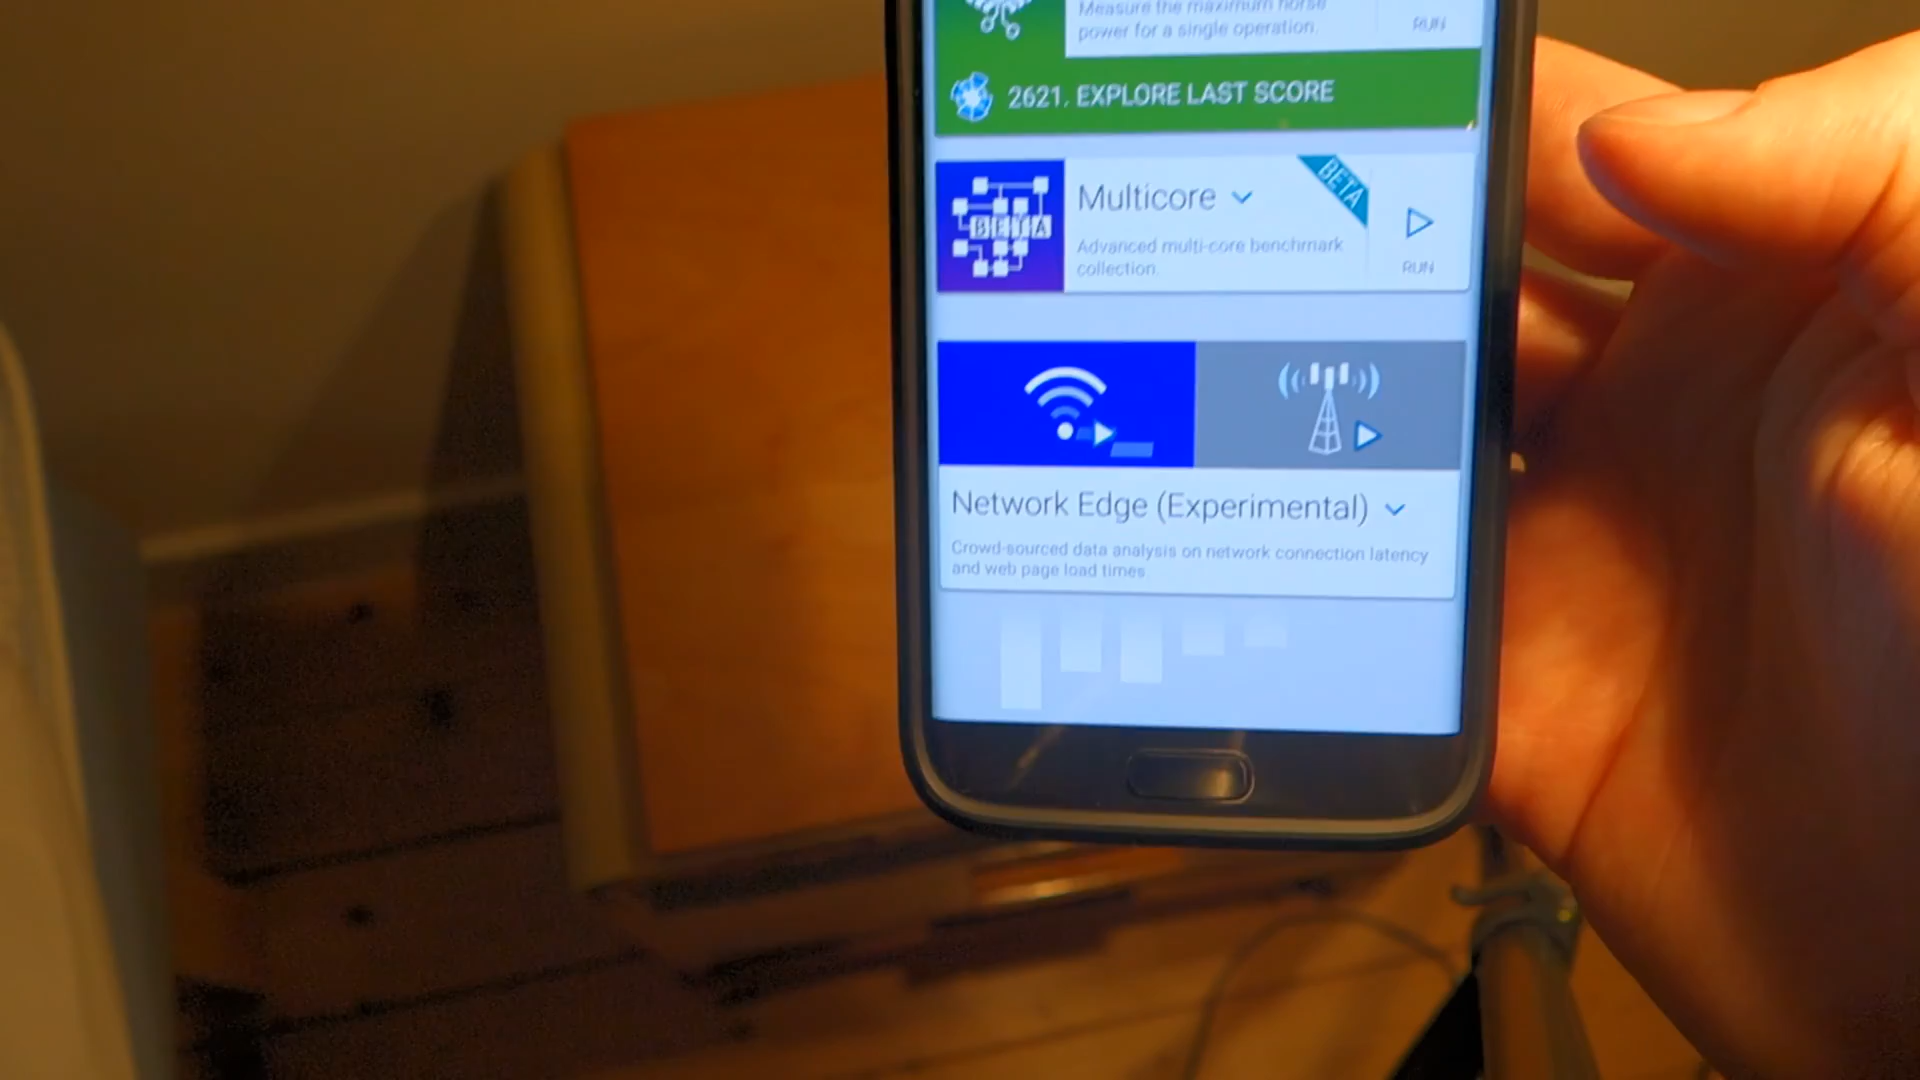 Measure the maximum horse
power for a single operation.
RUN
2621. EXPLORE LAST SCORE
BETA
Multicore
BETA
Advanced multi-core benchmark
collection.
RUN
Network Edge (Experimental)
Crowd-sourced data analysis on network connection latency
and web page load times.